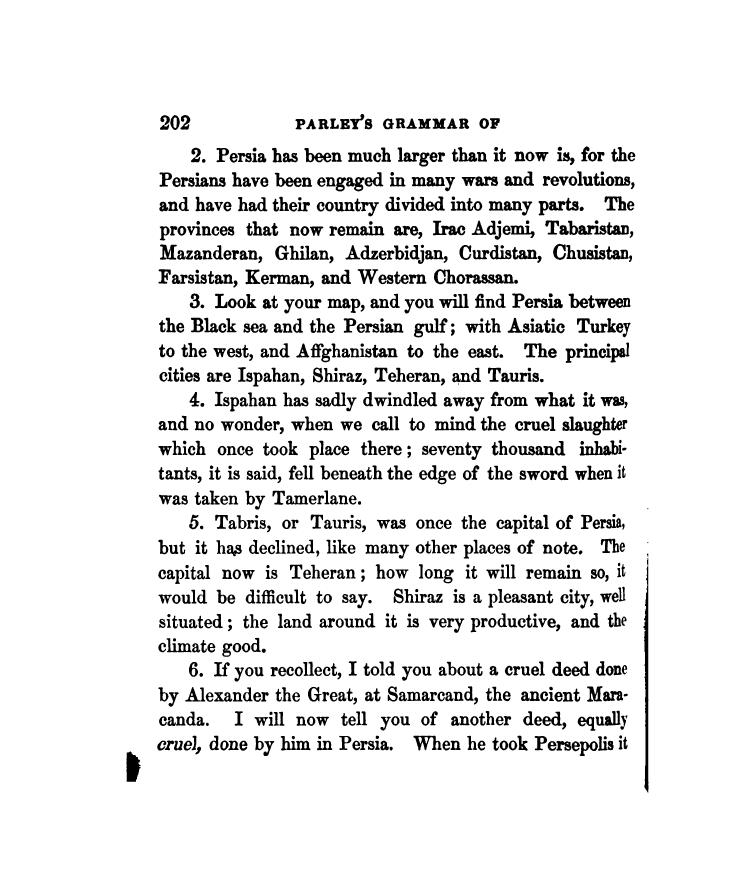 202 PARLEY'S GRAMMAR OF
2. Persia has been much larger than it now is, for the
Persians have been engaged in many wars and revolutions,
and have had their country divided into many parts. The
provinces that now remain are, Irac Adjemi, Tabaristan,
Mazanderan, Ghilan, Adzerbidjan, Curdistan, Chusistan,
Farsistan, Kerman, and Western Chorassan.
3. Look at your map, and you will find Persia between
the Black sea and the Persian gulf; with Asiatic Turkey
to the west, and Affghanistan to the east. The principal
cities are Ispahan, Shiraz, Teheran, and Tauris.
4. Ispahan has sadly dwindled away from what it was,
and no wonder, when we call to mind the cruel slaughter
which once took place there; seventy thousand inhabi-
tants, it is said, fell beneath the edge of the sword when it
was taken by Tamerlane.
5. Tabris, or Tauris, was once the capital of Persia,
but it has declined, like many other places of note. The
capital now is Teheran; how long it will remain so, it
would be difficult to say. Shiraz is a pleasant city, well
situated; the land around it is very productive, and the
climate good.
6. If you recollect, I told you about a cruel deed done
by Alexander the Great, at Samarcand, the ancient Mara-
canda. I will now tell you of another deed, equally
cruel, done by him in Persia. When he took Persepolis it